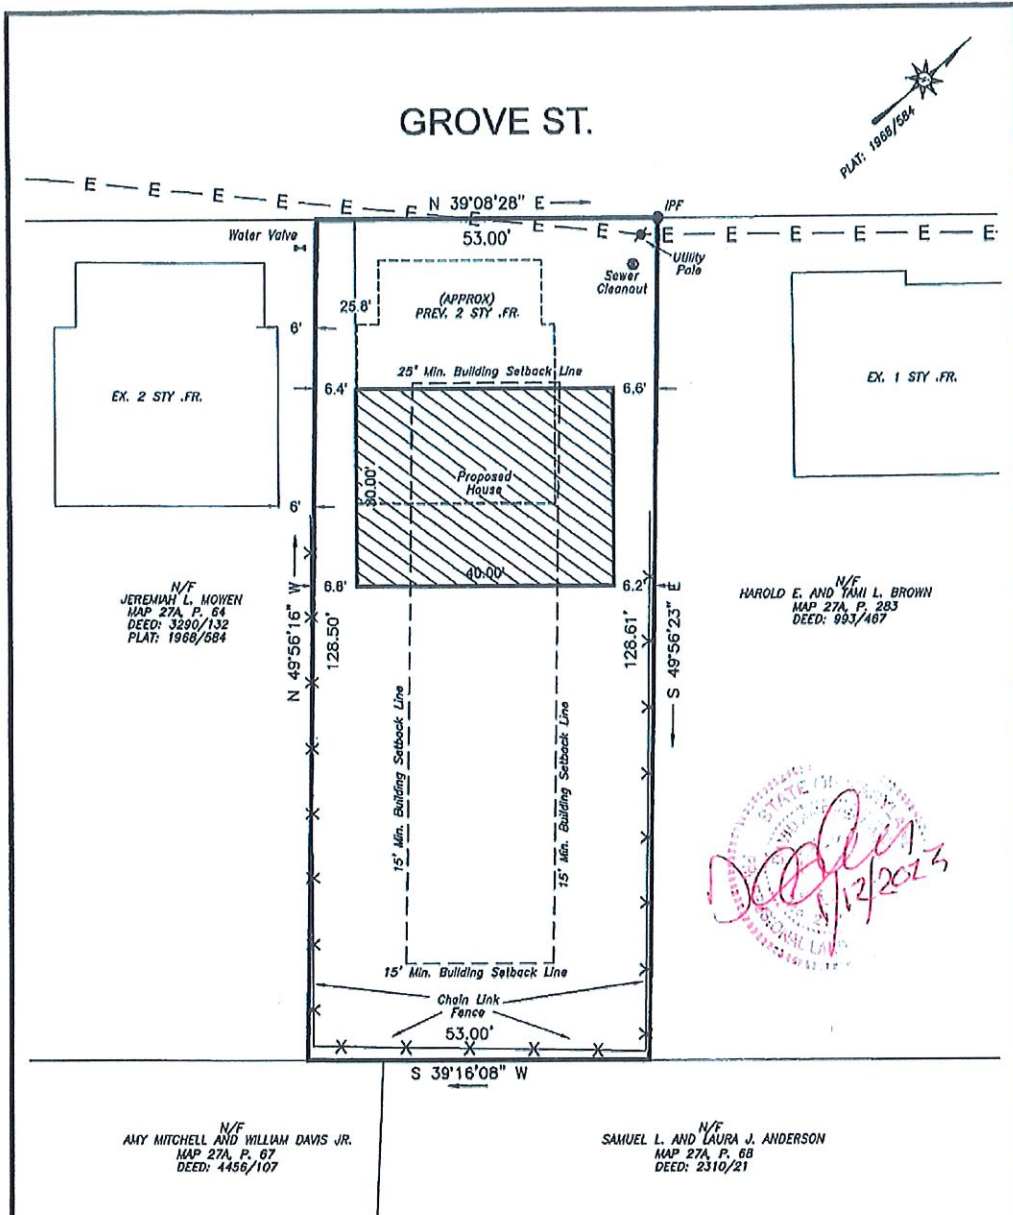 GROVE ST.
PLAT: 1968/584
E E E E E E E E E E E E E E E
N 39°08'28" E
IPF
53.00'
Water Valve
Utility
Pole
Sewer
Cleanout
25.8'
(APPROX)
PREV. 2 STY .FR.
6'
25' Min. Building Setback Line
6.4'
6.6'
EX. 2 STY .FR.
EX. 1 STY .FR.
Proposed
House
30.00'
6'
40.00'
6.8'
6.2'
N/F
JEREMIAH L. MOWEN
MAP 27A, P. 64
DEED: 3290/132
PLAT: 1968/584
N 49°56'16" W
128.50'
128.61'
S 49°56'23" E
N/F
HAROLD E. AND TAMI L. BROWN
MAP 27A, P. 283
DEED: 993/467
15' Min. Building Setback Line
15' Min. Building Setback Line
STATE OF
1/12/2023
15' Min. Building Setback Line
Chain Link
Fence
53.00'
S 39°16'08" W
N/F
AMY MITCHELL AND WILLIAM DAVIS JR.
MAP 27A, P. 67
DEED: 4456/107
N/F
SAMUEL L. AND LAURA J. ANDERSON
MAP 27A, P. 68
DEED: 2310/21